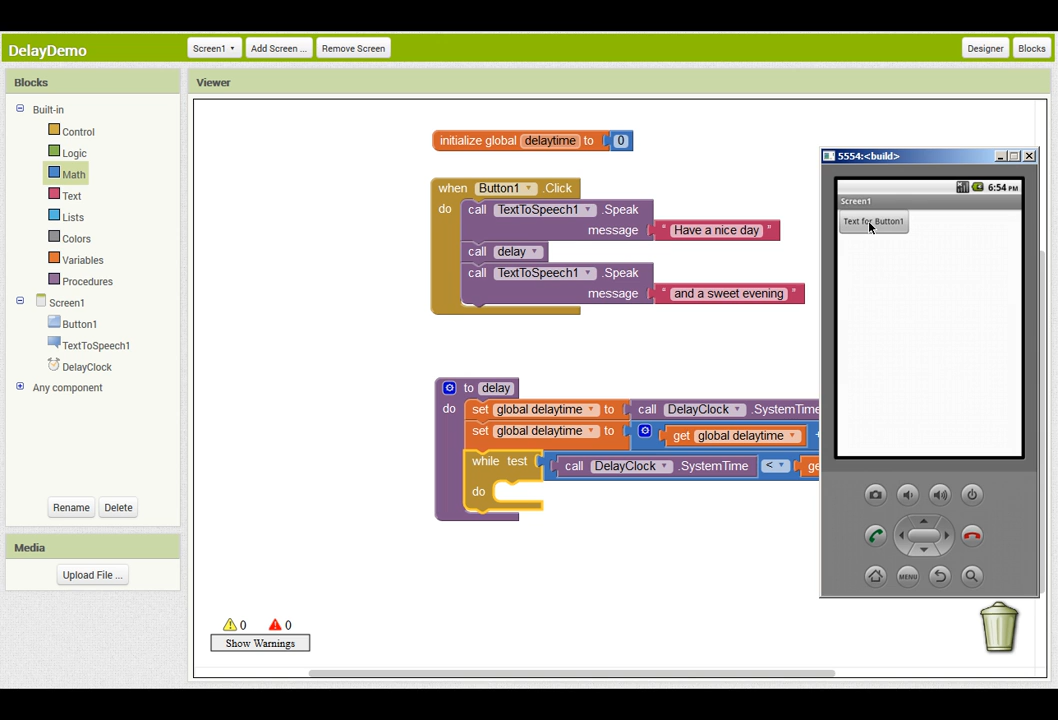 DelayDemo
Screen1
Add Screen ...
Remove Screen
Designer
Blocks
Blocks
Viewer
Built-in
Control
Logic
Math
Text
Lists
Colors
Variables
Procedures
Screen1
Button1
TextToSpeech1
DelayClock
Any component
Rename
Delete
Media
Upload File ...
initialize global delaytime to 0
when Button1 .Click
do call TextToSpeech1 .Speak
message " Have a nice day "
call delay
call TextToSpeech1 .Speak
message " and a sweet evening "
to delay
do set global delaytime to call DelayClock .SystemTime
set global delaytime to get global delaytime +
while test call DelayClock .SystemTime < ge
do
0 0
Show Warnings
5554:<build>
6:54 PM
Screen1
Text for Button1
MENU